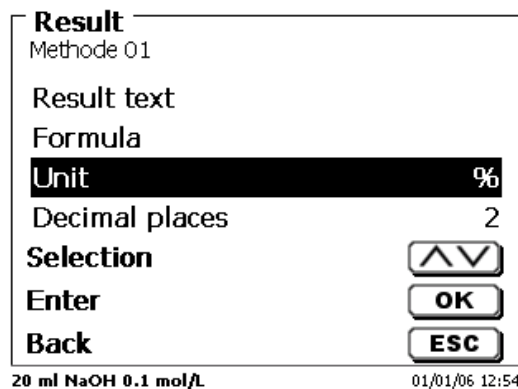 Result
Methode 01
Result text
Formula
Unit %
Decimal places 2
Selection
Enter OK
Back ESC
20 ml NaOH 0.1 mol/L 01/01/06 12:54